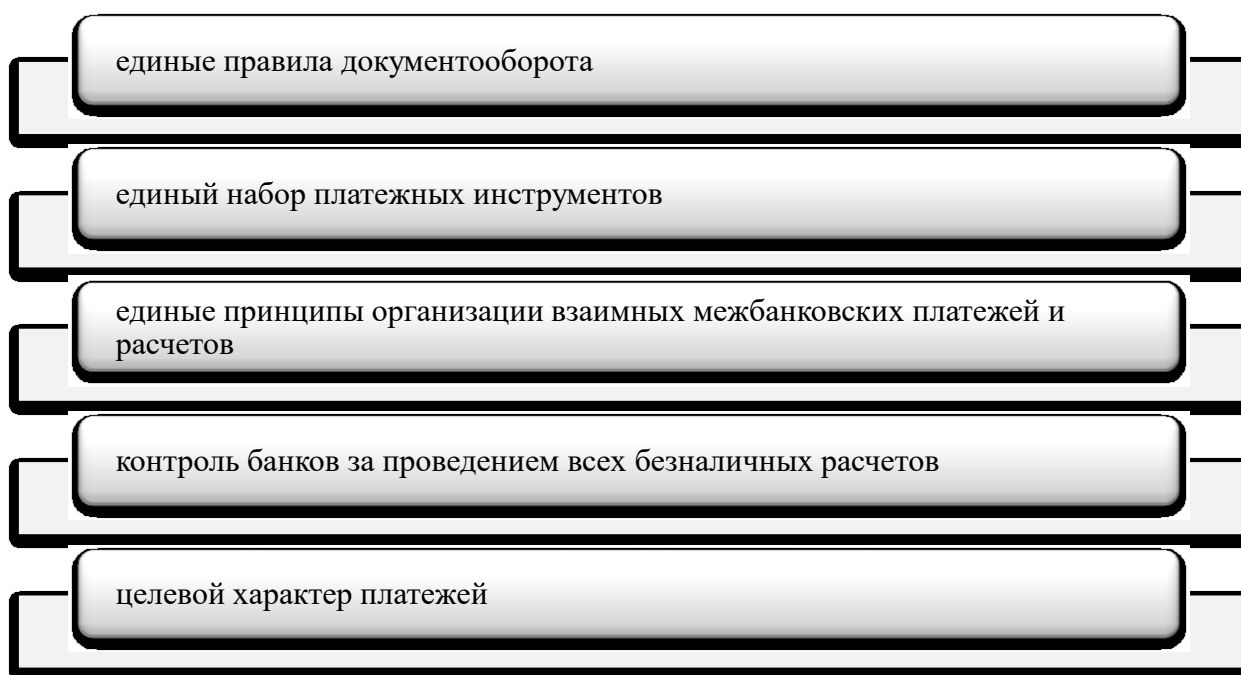 единые правила документооборота
единый набор платежных инструментов
единые принципы организации взаимных межбанковских платежей и
расчетов
контроль банков за проведением всех безналичных расчетов
целевой характер платежей